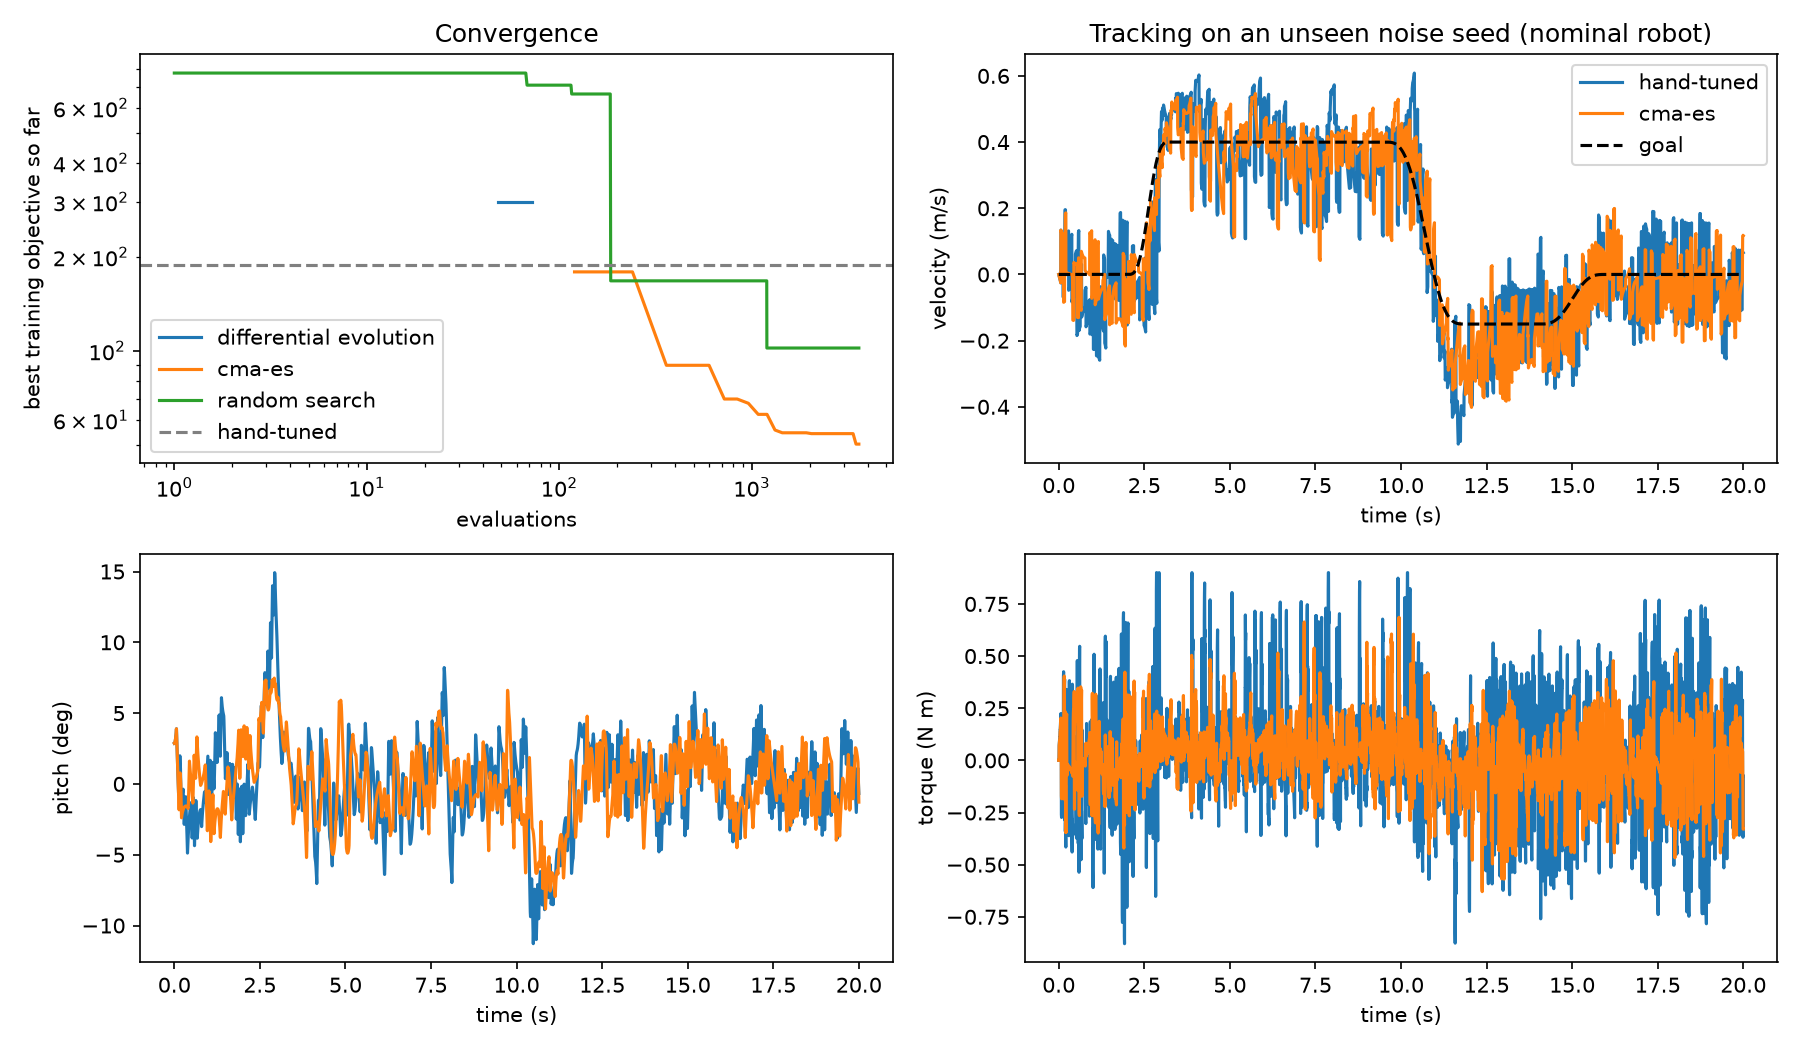 Convergence
best training objective so far
6 × 10²
4 × 10²
3 × 10²
2 × 10²
10²
6 × 10¹
differential evolution
cma-es
random search
hand-tuned
10⁰
10¹
10²
10³
evaluations
Tracking on an unseen noise seed (nominal robot)
velocity (m/s)
0.6
0.4
0.2
0.0
−0.2
−0.4
hand-tuned
cma-es
goal
0.0 2.5 5.0 7.5 10.0 12.5 15.0 17.5 20.0
time (s)
pitch (deg)
15
10
5
0
−5
−10
0.0 2.5 5.0 7.5 10.0 12.5 15.0 17.5 20.0
time (s)
torque (N m)
0.75
0.50
0.25
0.00
−0.25
−0.50
−0.75
0.0 2.5 5.0 7.5 10.0 12.5 15.0 17.5 20.0
time (s)